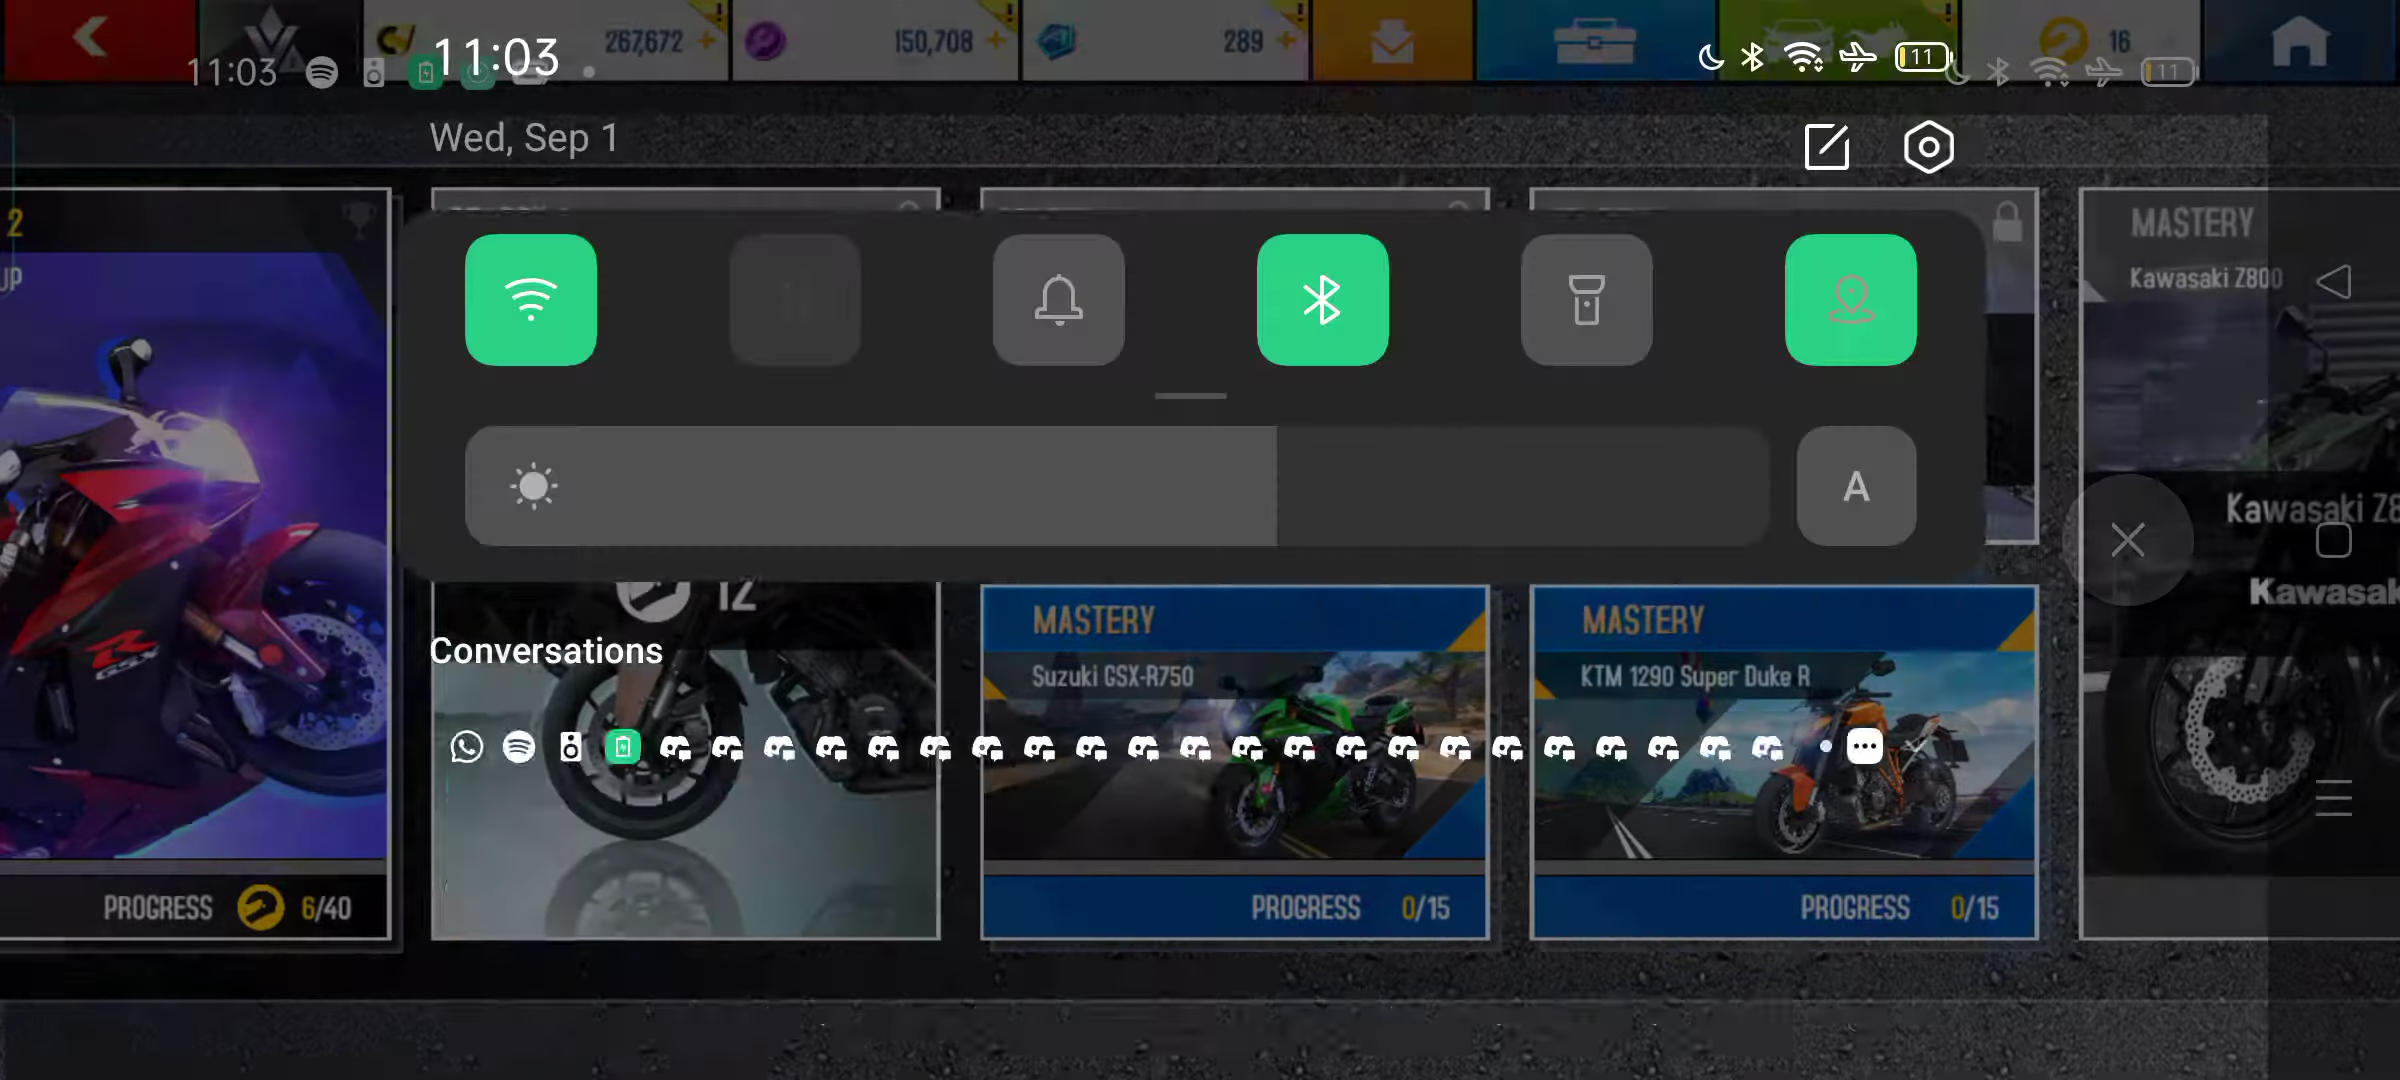 267,672
150,708
289
16
11:03
11:03
11
11
Wed, Sep 1
2
UP
MASTERY
Kawasaki Z800
A
Kawasaki Z8
Kawasak
12
Conversations
MASTERY
Suzuki GSX-R750
MASTERY
KTM 1290 Super Duke R
R
GSX
PROGRESS 6/40
PROGRESS 0/15
PROGRESS 0/15